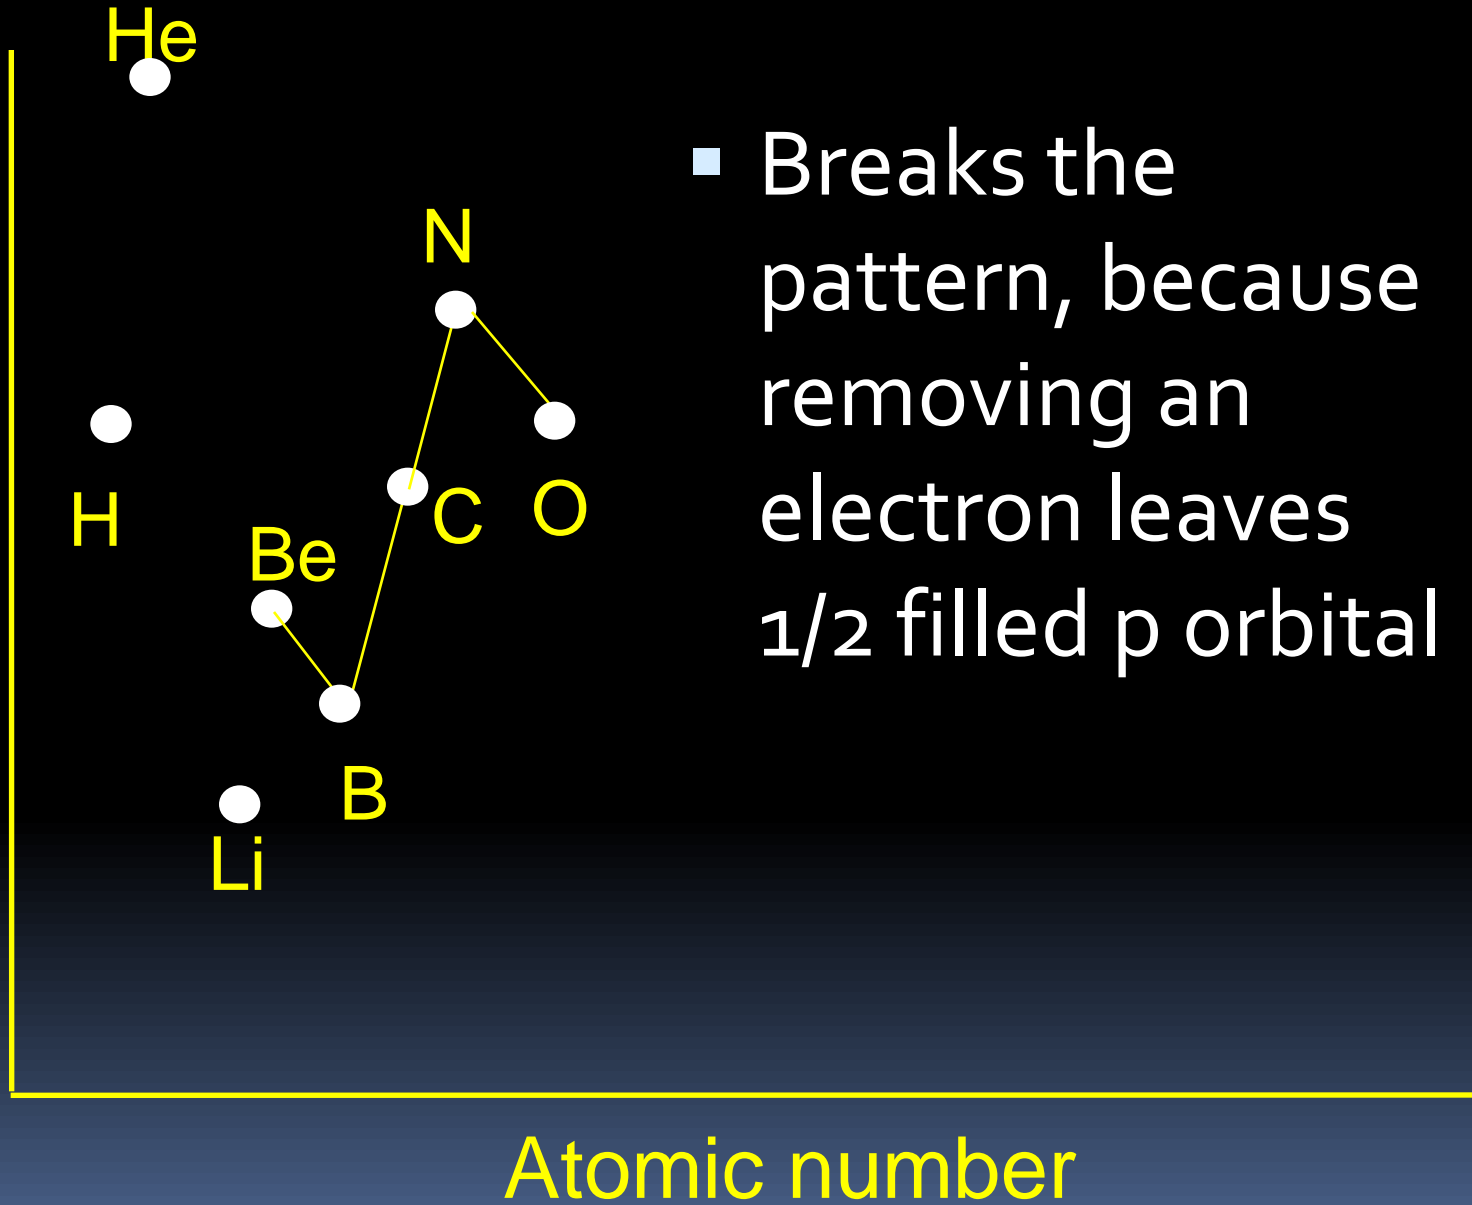 He
N
H
Be
C
O
B
Li
Breaks the
pattern, because
removing an
electron leaves
1/2 filled p orbital
Atomic number